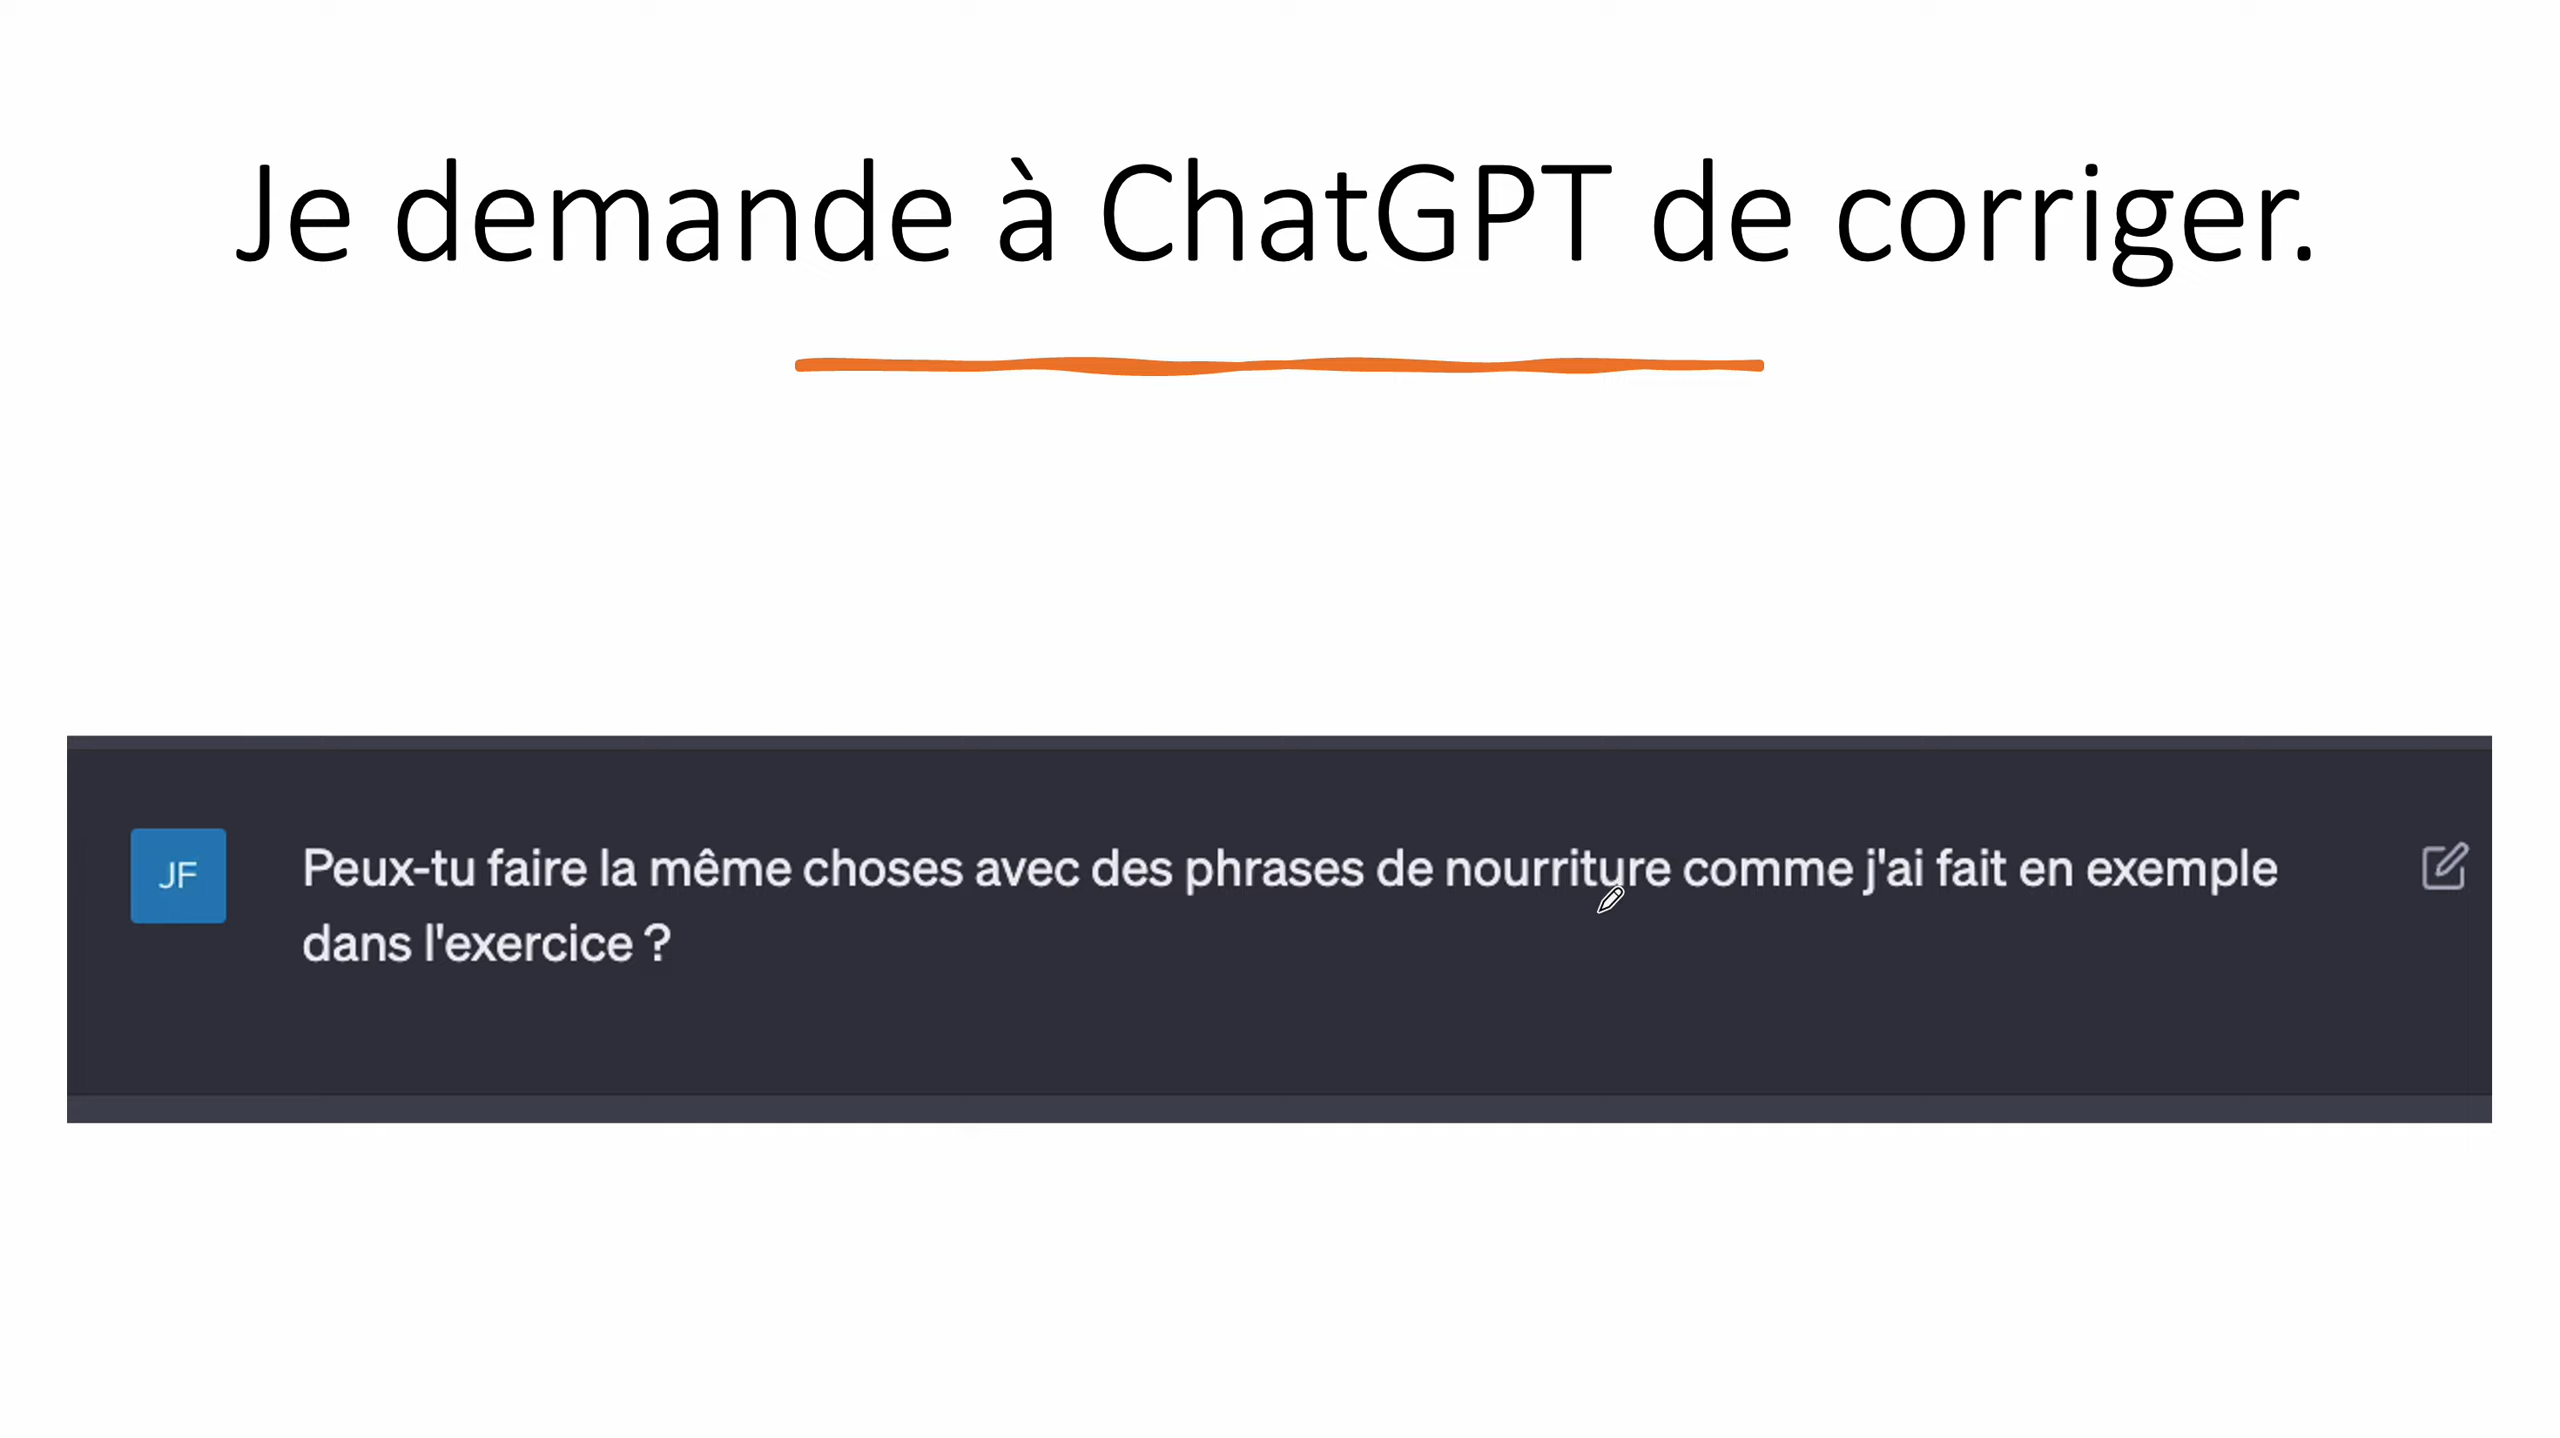 Je demande à ChatGPT de corriger.
JF
Peux-tu faire la même choses avec des phrases de nourriture comme j'ai fait en exemple
dans l'exercice ?